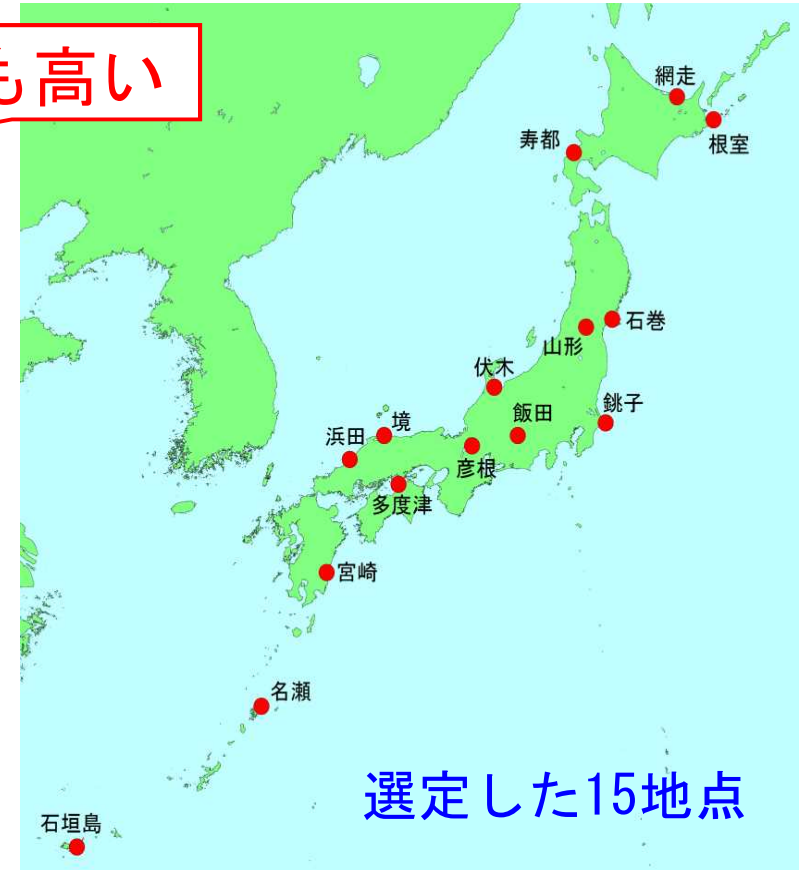 も高い
網走
寿都
根室
石巻
山形
伏木
銚子
飯田
境
浜田
彦根
多度津
宮崎
名瀬
選定した15地点
石垣島